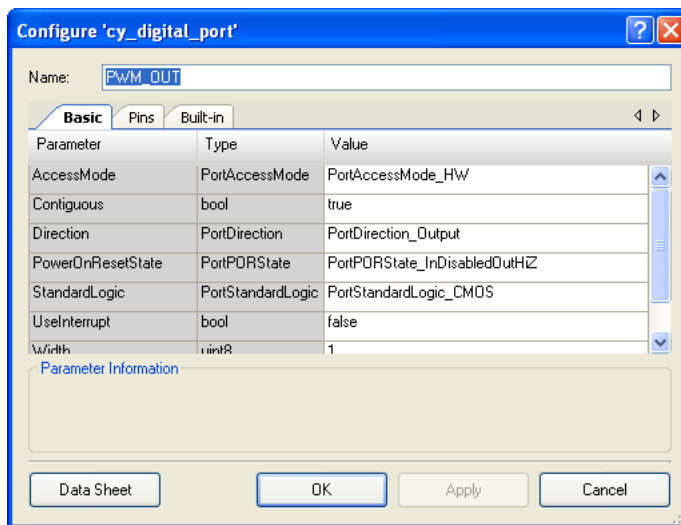 Configure 'cy_digital_port'
Name: PWM_OUT
Basic Pins Built-in
Parameter Type Value
AccessMode PortAccessMode PortAccessMode_HW
Contiguous bool true
Direction PortDirection PortDirection_Output
PowerOnResetState PortPORState PortPORState_InDisabledOutHiZ
StandardLogic PortStandardLogic PortStandardLogic_CMOS
UseInterrupt bool false
Width uint8 1
Parameter Information
Data Sheet OK Apply Cancel